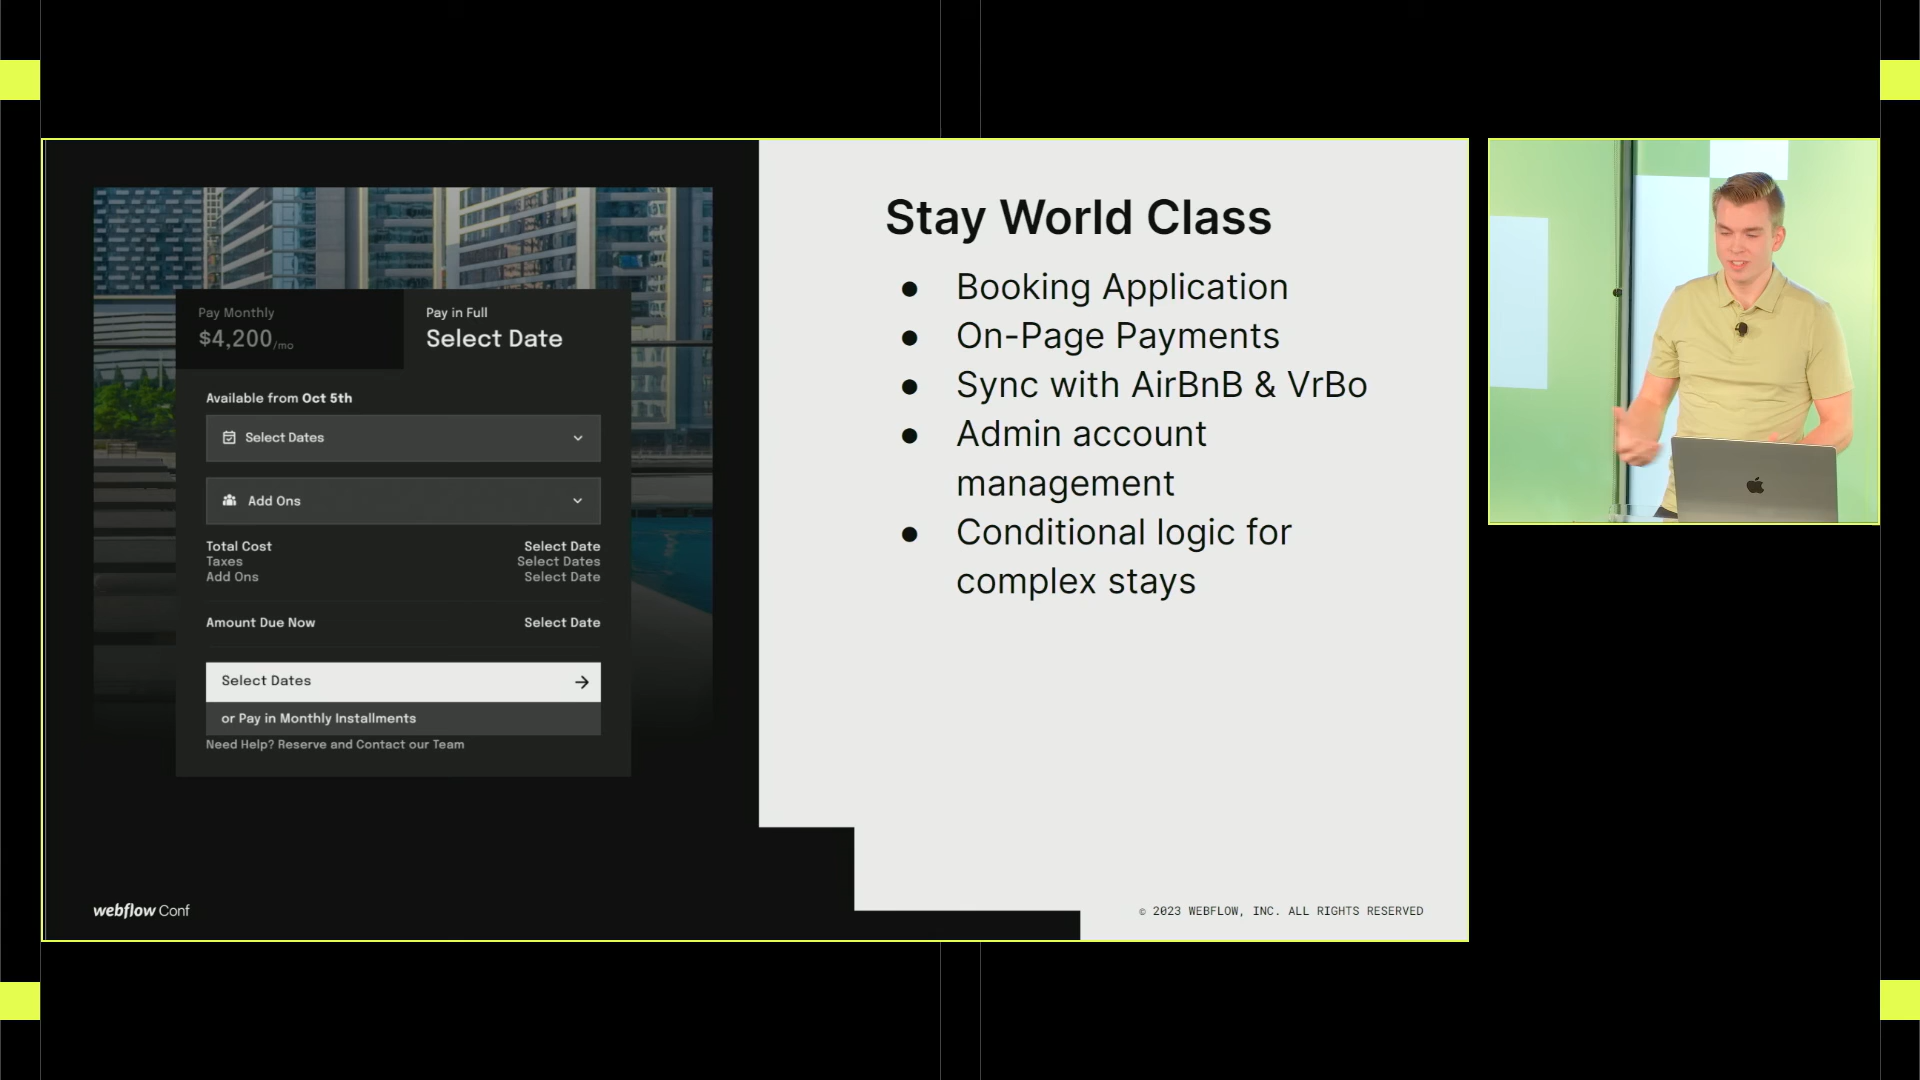 Pay Monthly
$4,200/mo
Pay in Full
Select Date
Available from Oct 5th
Select Dates
Add Ons
Total Cost Select Date
Taxes Select Dates
Add Ons Select Date
Amount Due Now Select Date
Select Dates
or Pay in Monthly Installments
Need Help? Reserve and Contact our Team
webflow Conf
Stay World Class
● Booking Application
● On-Page Payments
● Sync with AirBnB & VrBo
● Admin account
management
● Conditional logic for
complex stays
© 2023 WEBFLOW, INC. ALL RIGHTS RESERVED